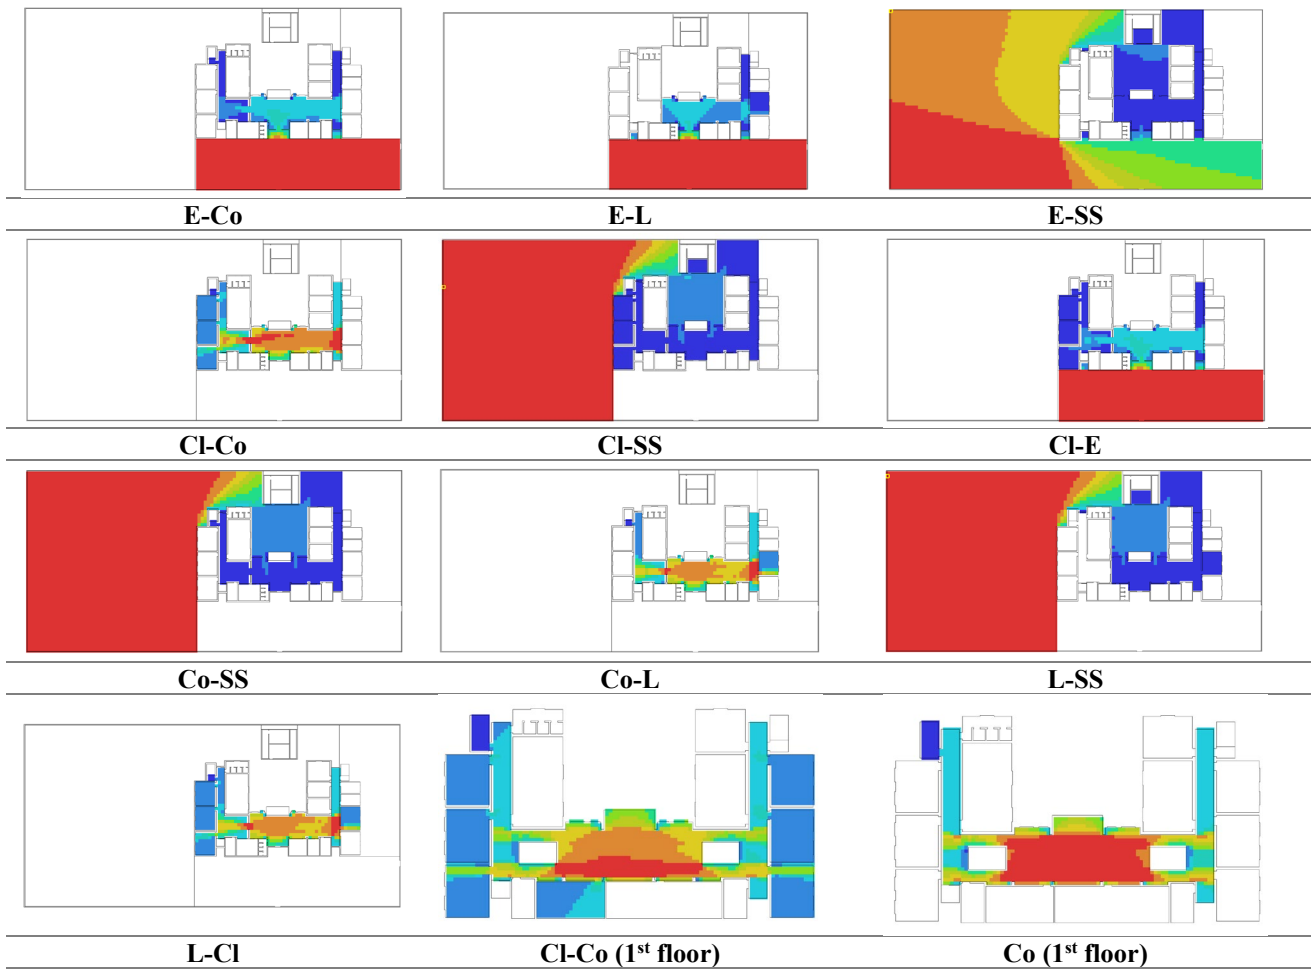 E-Co
E-L
E-SS
Cl-Co
Cl-SS
Cl-E
Co-SS
Co-L
L-SS
L-Cl
Cl-Co (1st floor)
Co (1st floor)